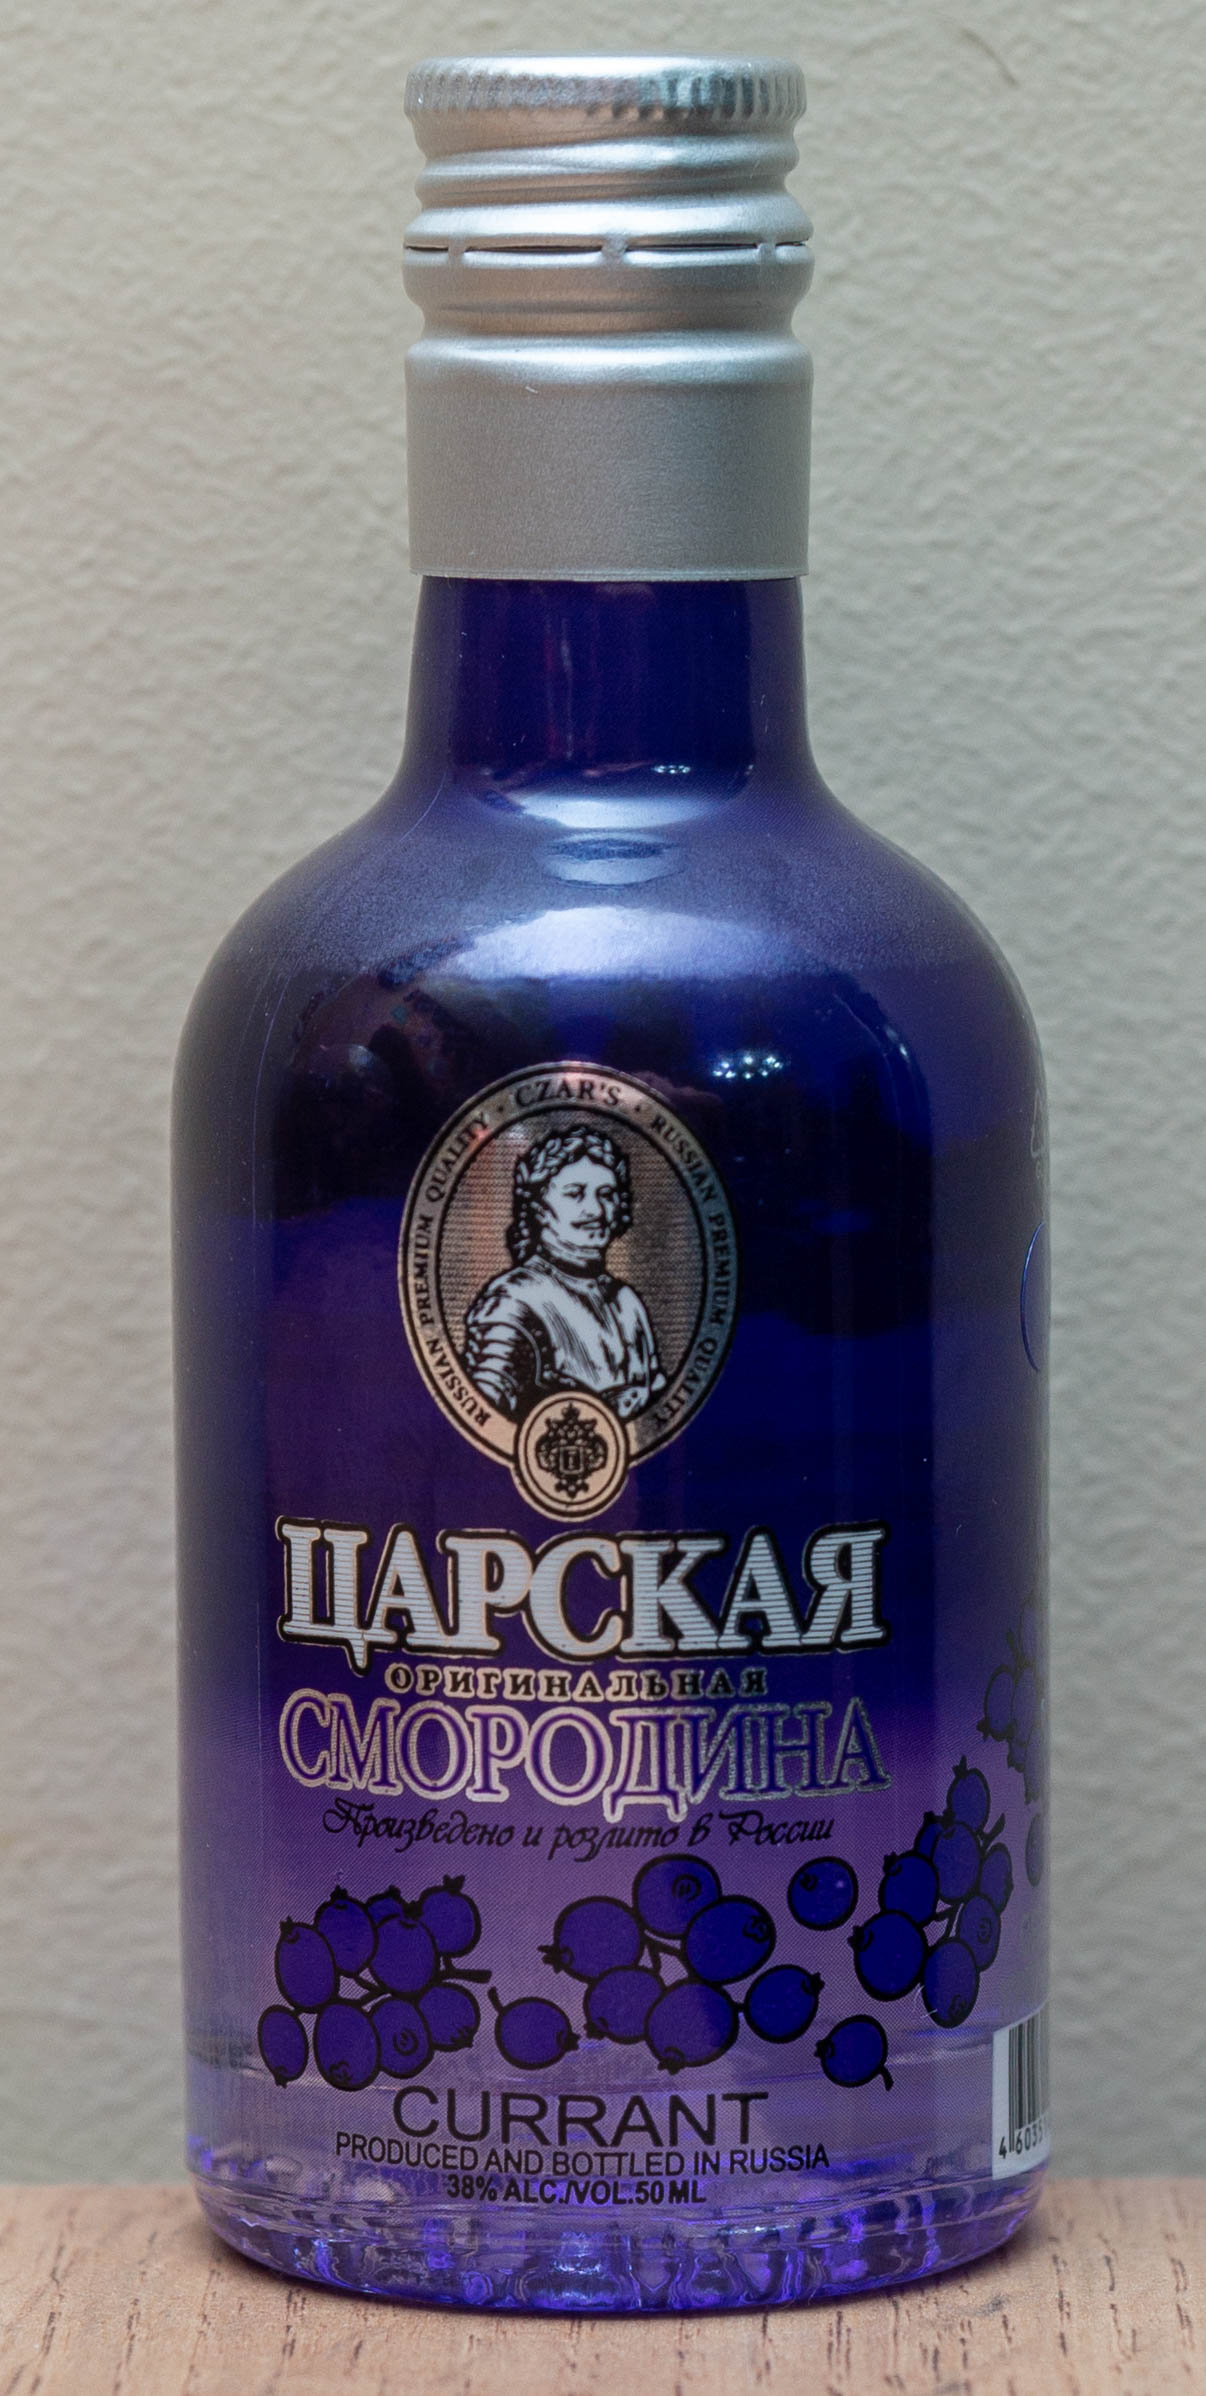 RUSSIAN PREMIUM QUALITY · CZAR'S · RUSSIAN PREMIUM QUALITY
ЦАРСКАЯ
ОРИГИНАЛЬНАЯ
СМОРОДИНА
Произведено и розлито в России
CURRANT
PRODUCED AND BOTTLED IN RUSSIA
38% ALC./VOL.50 ML